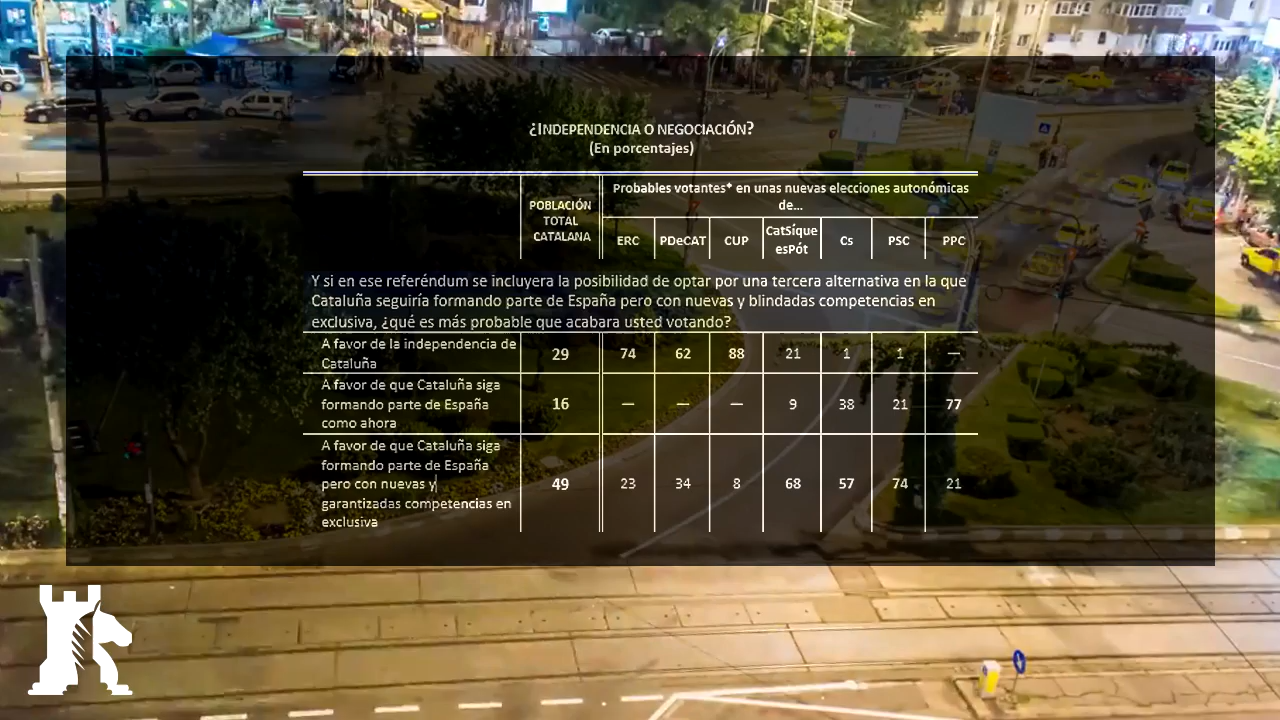 ¿INDEPENDENCIA O NEGOCIACIÓN?
(En porcentajes)
POBLACIÓN
TOTAL
CATALANA
Probables votantes* en unas nuevas elecciones autonómicas
de...
ERC PDeCAT CUP CatSíque Cs PSC PPC
esPót
Y si en ese referéndum se incluyera la posibilidad de optar por una tercera alternativa en la que
Cataluña seguiría formando parte de España pero con nuevas y blindadas competencias en
exclusiva, ¿qué es más probable que acabara usted votando?
A favor de la independencia de
Cataluña
29 74 62 88 21 1 1 —
A favor de que Cataluña siga
formando parte de España
como ahora
16 — — — 9 38 21 77
A favor de que Cataluña siga
formando parte de España
pero con nuevas y
garantizadas competencias en
exclusiva
49 23 34 8 68 57 74 21